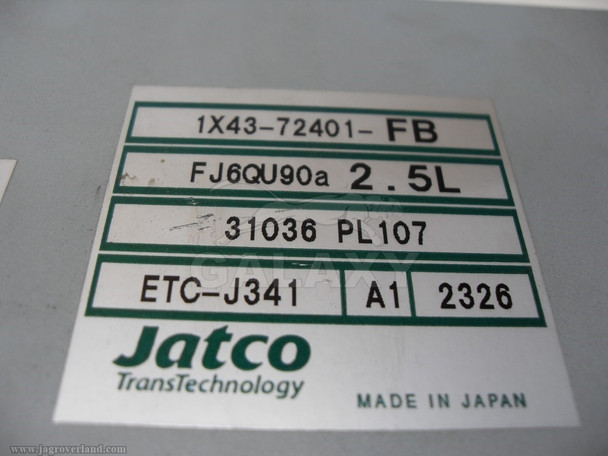 1X43-72401-FB
FJ6QU90a 2.5L
31036 PL107
GALAXY
ETC-J341 A1 2326
Jatco
TransTechnology
MADE IN JAPAN
www.jagroverland.com